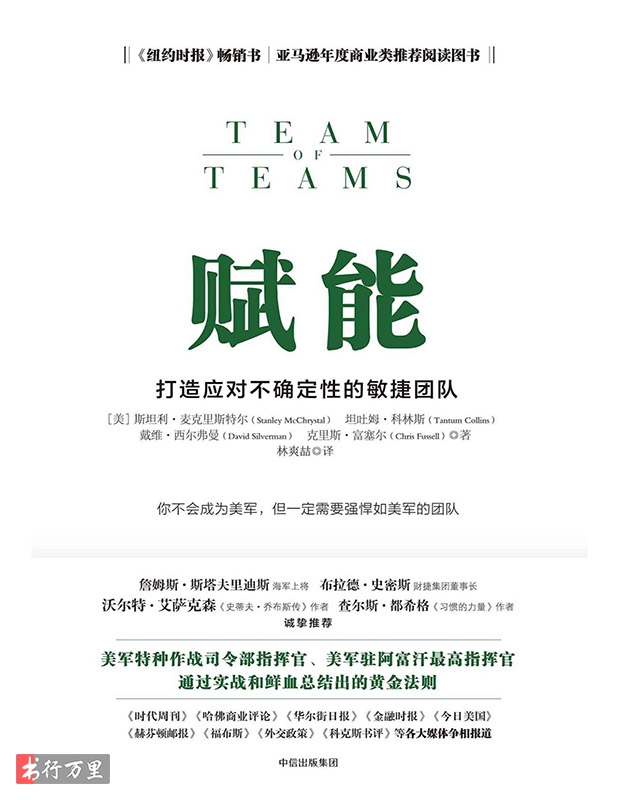 《纽约时报》畅销书 | 亚马逊年度商业类推荐阅读图书
TEAM
OF
TEAMS
赋能
打造应对不确定性的敏捷团队
[美] 斯坦利·麦克里斯特尔（Stanley McChrystal） 坦吐姆·科林斯（Tantum Collins）
戴维·西尔弗曼（David Silverman） 克里斯·富塞尔（Chris Fussell）◎著
林爽喆◎译
你不会成为美军，但一定需要强悍如美军的团队
詹姆斯·斯塔夫里迪斯 海军上将 布拉德·史密斯 财捷集团董事长
沃尔特·艾萨克森《史蒂夫·乔布斯传》作者 查尔斯·都希格《习惯的力量》作者
诚挚推荐
美军特种作战司令部指挥官、美军驻阿富汗最高指挥官
通过实战和鲜血总结出的黄金法则
《时代周刊》《哈佛商业评论》《华尔街日报》《金融时报》《今日美国》
《赫芬顿邮报》《福布斯》《外交政策》《科克斯书评》等各大媒体争相报道
中信出版集团
书行万里